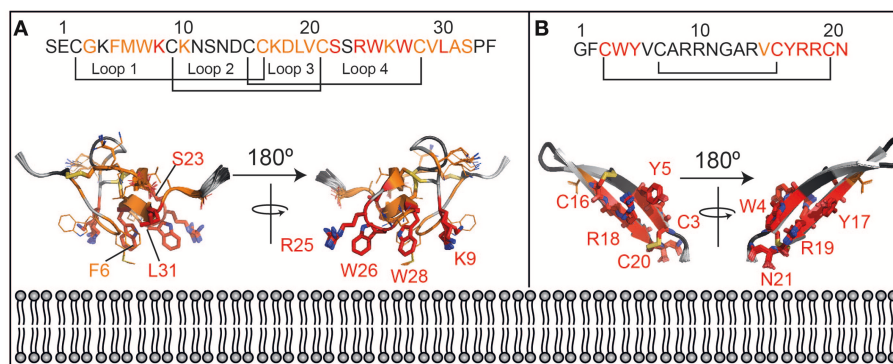 A
1 10 20 30
SECGKFMWKCKNSNDCCKDLVCSSRWKWCVLASPF
Loop 1 Loop 2 Loop 3 Loop 4
S23
180º
R25
F6
L31
W26
W28
K9
B
1 10 20
GFCWYVCARRNGARVCYRRCN
Y5
180º
C16
C3
W4
Y17
R18
R19
C20
N21